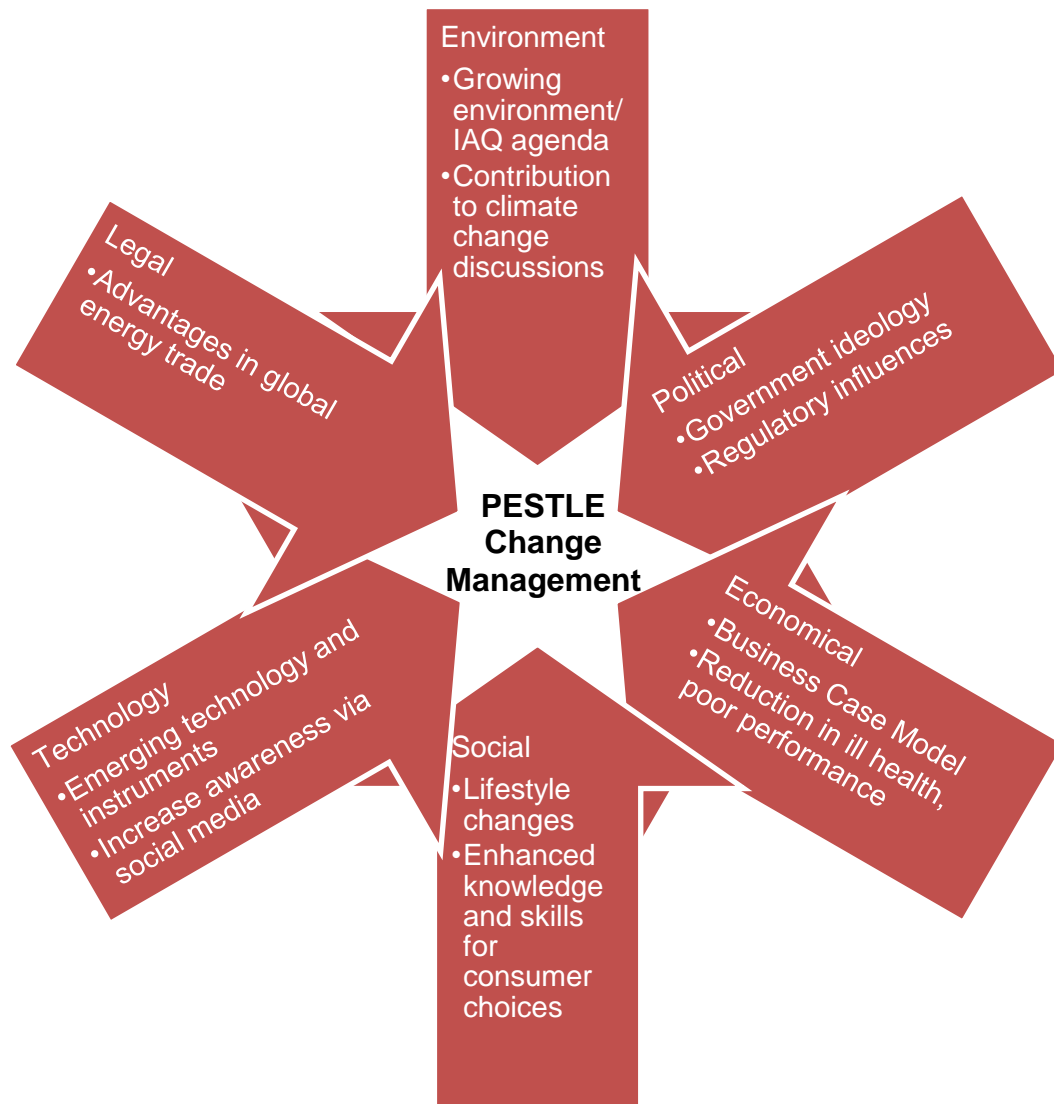 Environment
•Growing
environment/
IAQ agenda
•Contribution
to climate
change
discussions
Political
•Government ideology
•Regulatory influences
Economical
•Business Case Model
•Reduction in ill health,
poor performance
Social
•Lifestyle
changes
•Enhanced
knowledge
and skills
for
consumer
choices
Technology
•Emerging technology and
instruments
•Increase awareness via
social media
Legal
•Advantages in global
energy trade
PESTLE
Change
Management